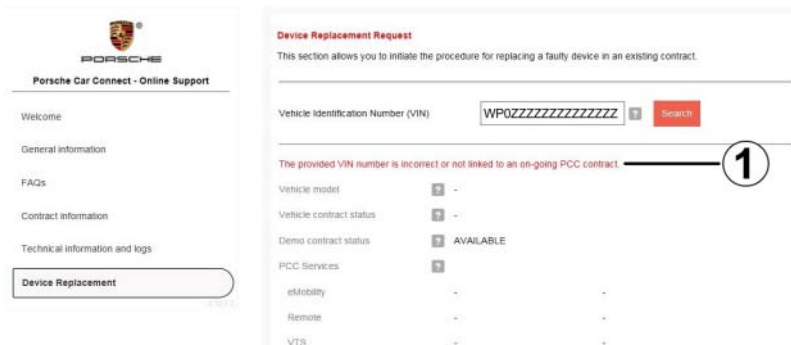 PORSCHE
Porsche Car Connect - Online Support
Welcome
General information
FAQs
Contract information
Technical information and logs
Device Replacement
Device Replacement Request
This section allows you to initiate the procedure for replacing a faulty device in an existing contract.
Vehicle Identification Number (VIN) WP0ZZZZZZZZZZZZZZ ? Search
The provided VIN number is incorrect or not linked to an on-going PCC contract. 1
Vehicle model ? -
Vehicle contract status ? -
Demo contract status ? AVAILABLE
PCC Services ?
eMobility - -
Remote - -
VTS - -